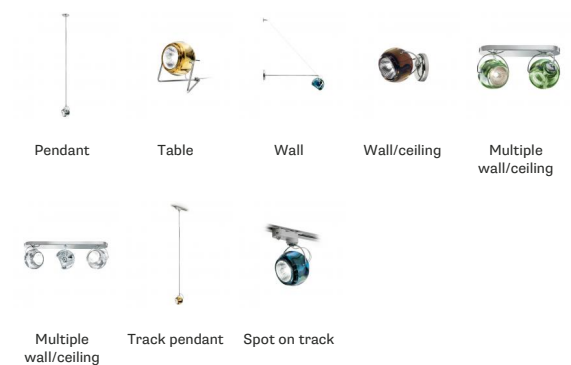 Pendant
Table
Wall
Wall/ceiling
Multiple
wall/ceiling
Multiple
wall/ceiling
Track pendant
Spot on track